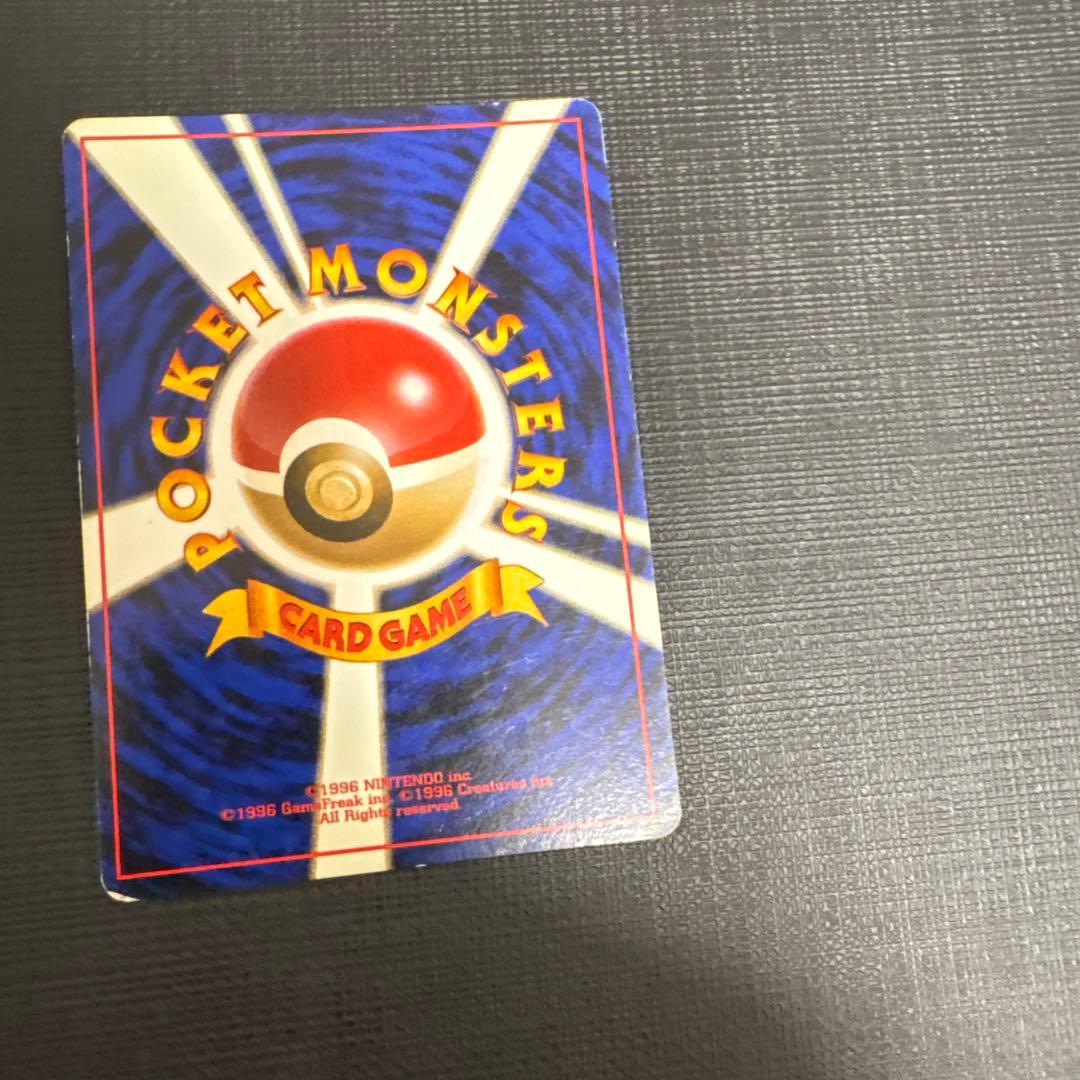 POCKET MONSTERS
CARD GAME
©1996 NINTENDO inc.
©1996 GameFreak inc. ©1996 Creatures inc.
All Rights reserved.